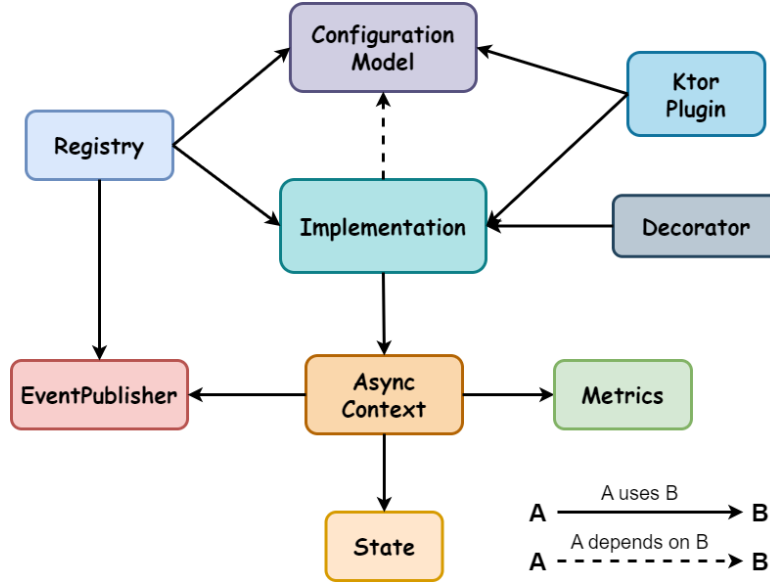 Configuration
Model
Ktor
Plugin
Registry
Implementation
Decorator
EventPublisher
Async
Context
Metrics
State
A A uses B B
A A depends on B B